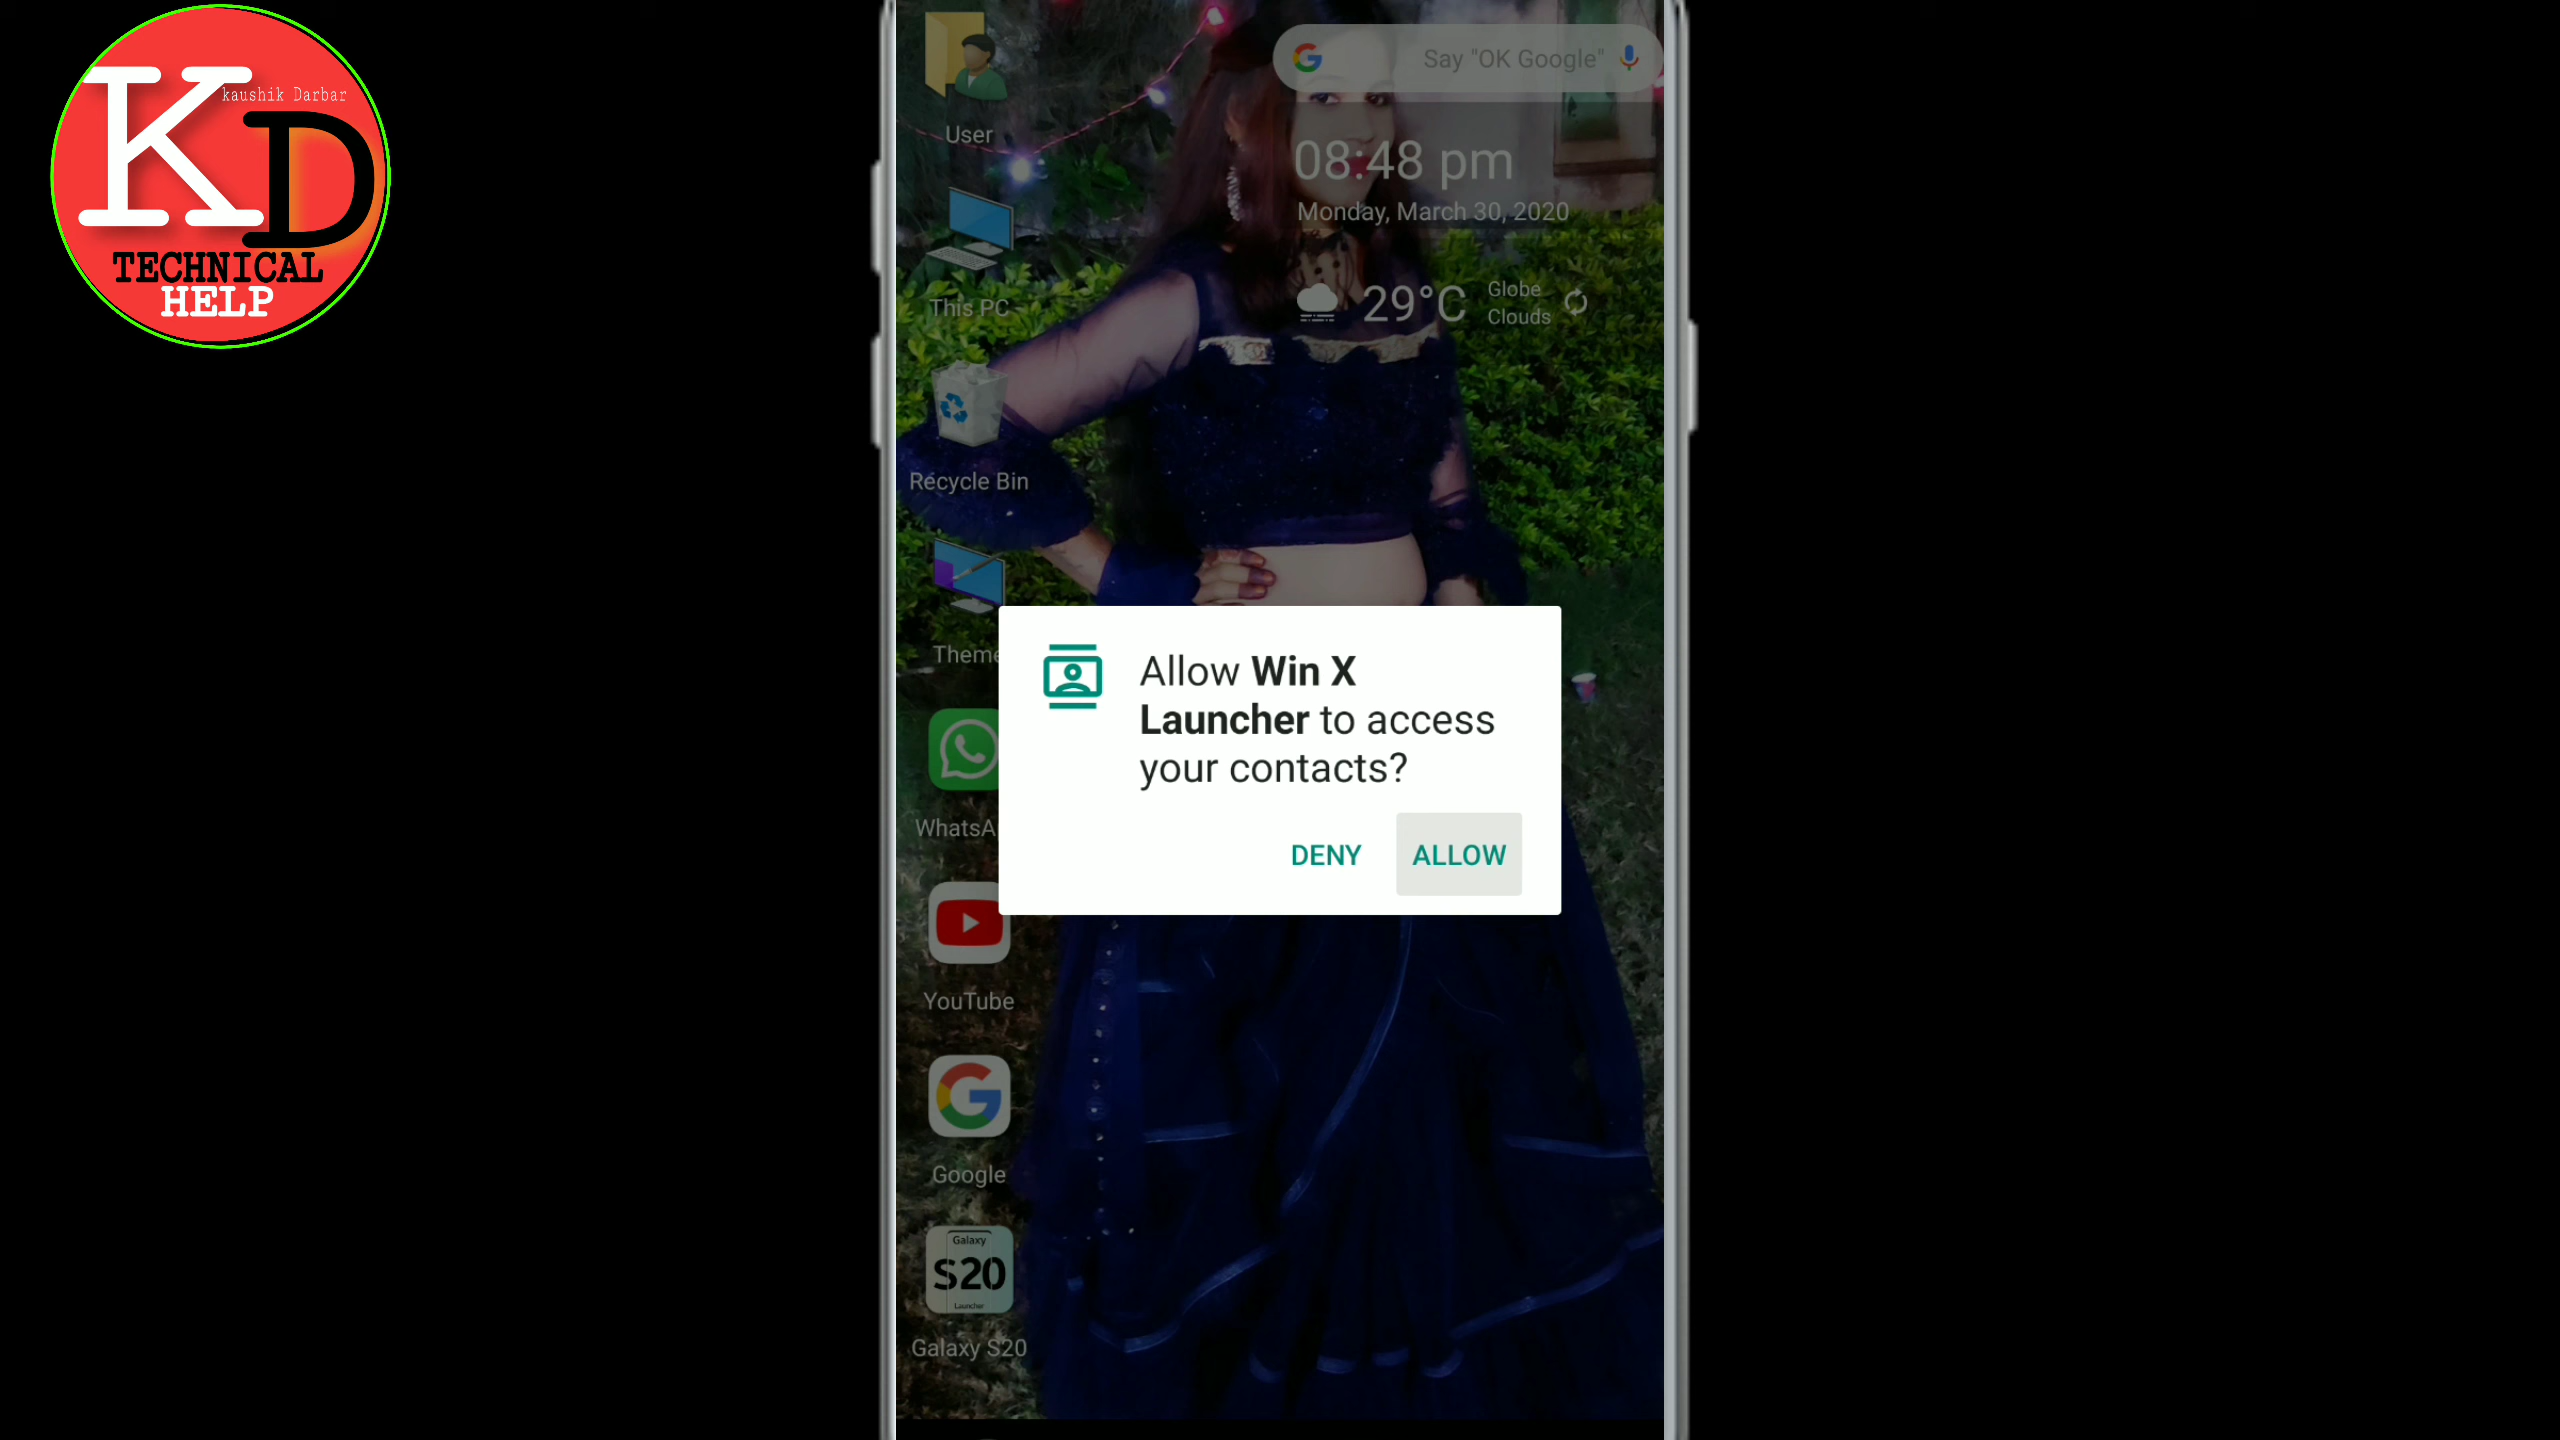 kaushik Darbar
KD
TECHNICAL
HELP
Say "OK Google"
User
08:48 pm
Monday, March 30, 2020
This PC
29°C
Globe
Clouds
Recycle Bin
Theme
Allow Win X
Launcher to access
your contacts?
WhatsA
DENY
ALLOW
YouTube
Google
Galaxy
S20
Launcher
Galaxy S20